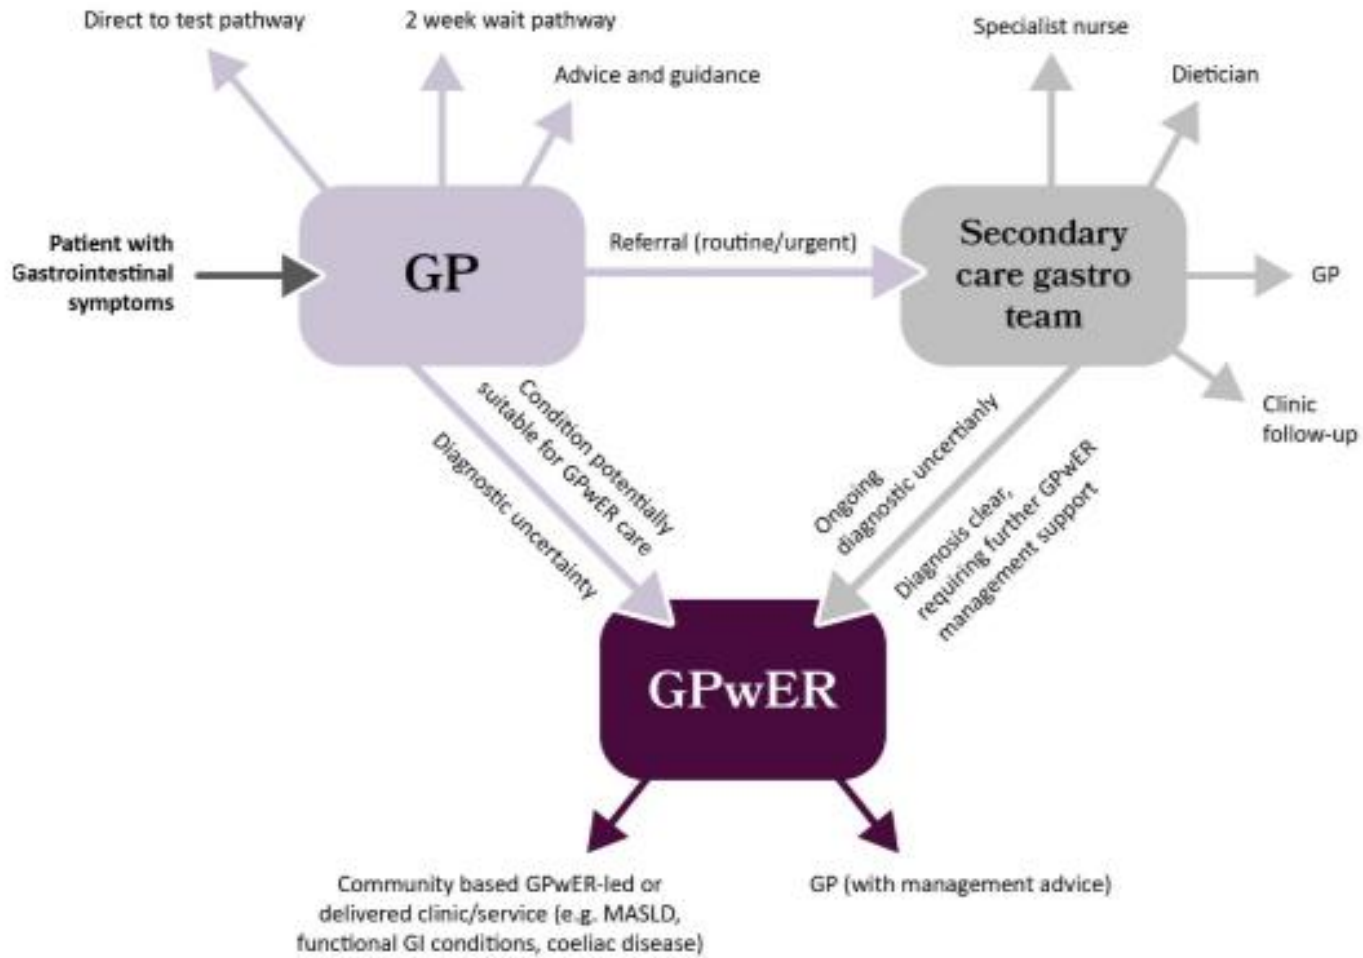 Direct to test pathway
2 week wait pathway
Advice and guidance
Specialist nurse
Dietician
Patient with
Gastrointestinal
symptoms
GP
Referral (routine/urgent)
Secondary
care gastro
team
GP
Clinic
follow-up
Condition potentially
suitable for GPwER care
Diagnostic uncertainty
Ongoing
diagnostic uncertianly
Diagnosis clear,
requiring further GPwER
management support
GPwER
Community based GPwER-led or
delivered clinic/service (e.g. MASLD,
functional GI conditions, coeliac disease)
GP (with management advice)